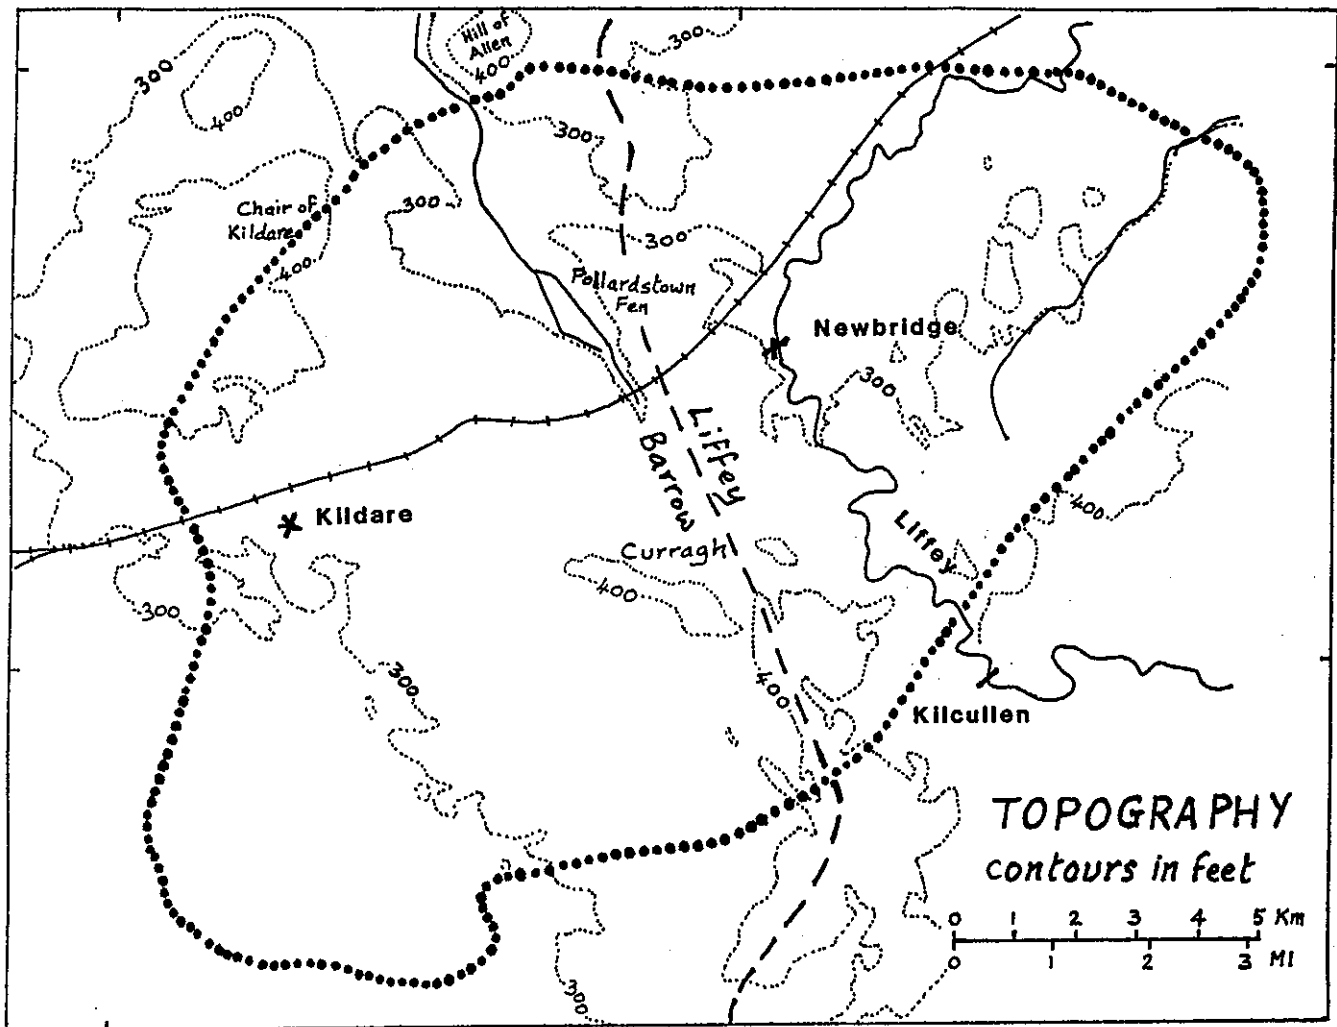 Hill of
Allen
400
300
300
400
300
Chair of
Kildare
300
400
300
Pollardstown
Fen
Newbridge
300
Liffey
Barrow
400
Kildare
Liffey
Curragh
400
300
300
400
Kilcullen
TOPOGRAPHY
contours in feet
0 1 2 3 4 5 Km
0 1 2 3 MI
300